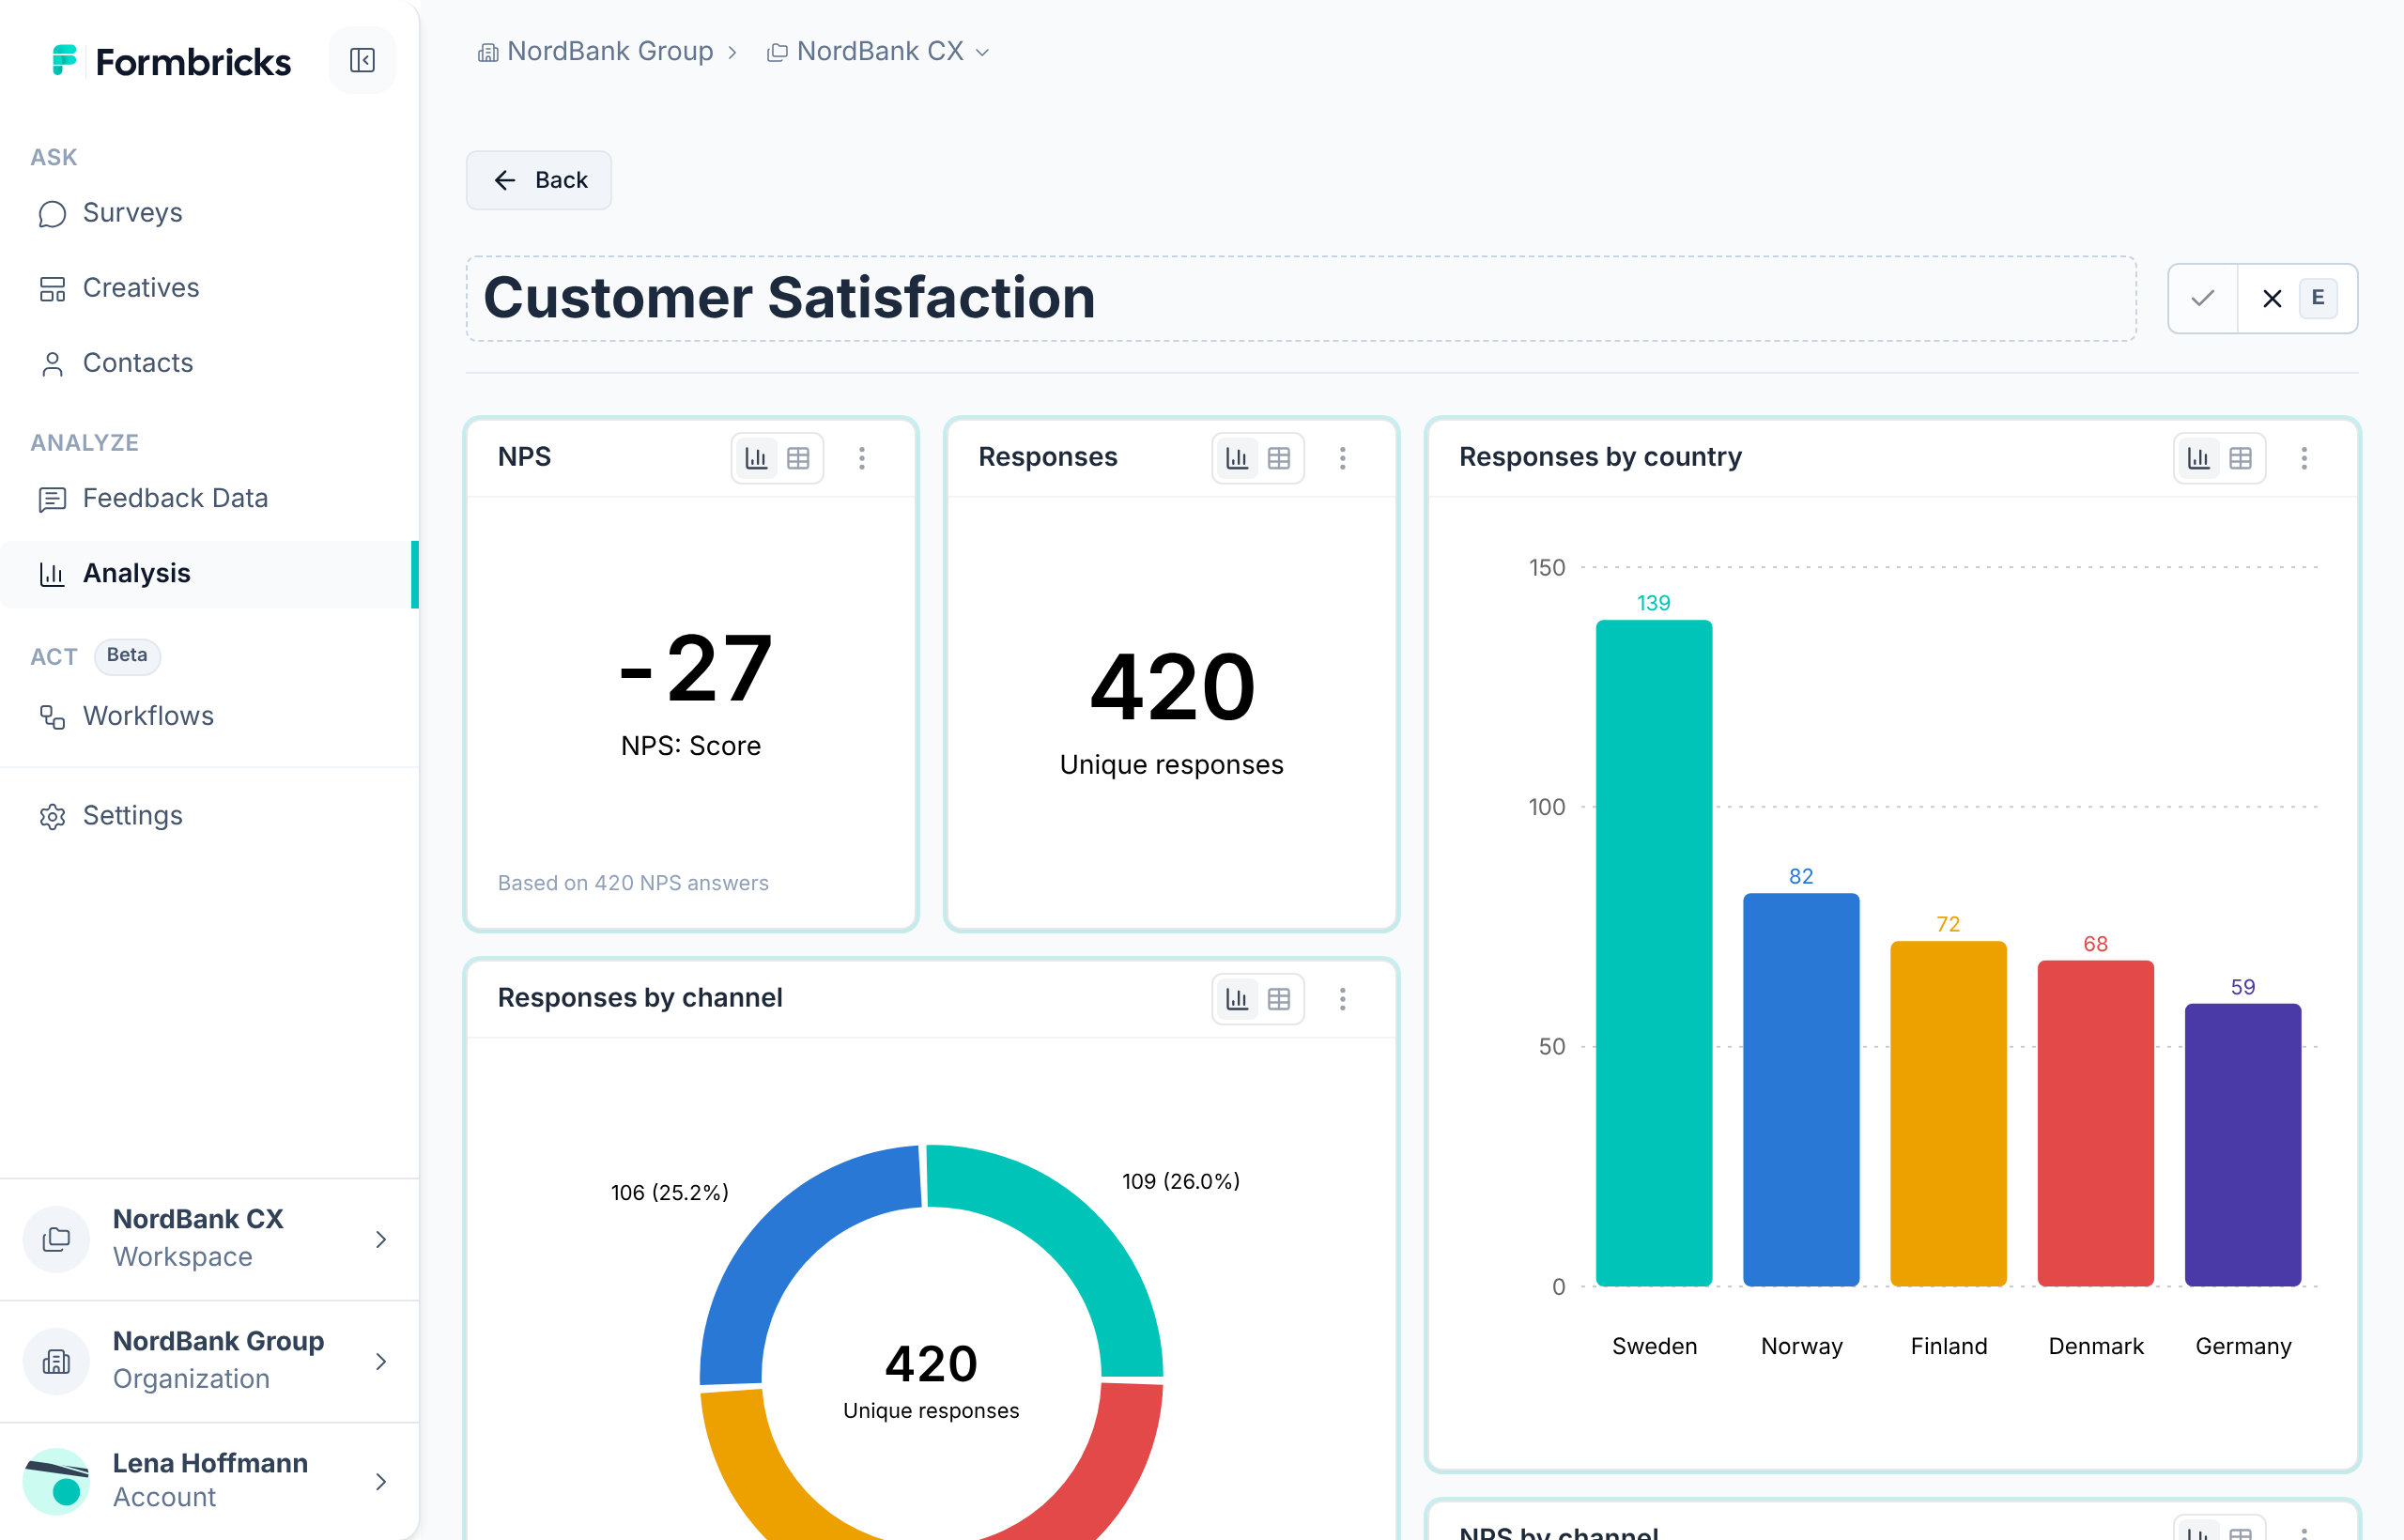 Formbricks
ASK
Surveys
Creatives
Contacts
ANALYZE
Feedback Data
Analysis
ACT Beta
Workflows
Settings
NordBank CX
Workspace
NordBank Group
Organization
Lena Hoffmann
Account
NordBank Group NordBank CX
Back
Customer Satisfaction
E
NPS
-27
NPS: Score
Based on 420 NPS answers
Responses
420
Unique responses
Responses by country
150
100
50
0
139
82
72
68
59
Sweden Norway Finland Denmark Germany
Responses by channel
106 (25.2%)
109 (26.0%)
420
Unique responses
NPS by channel